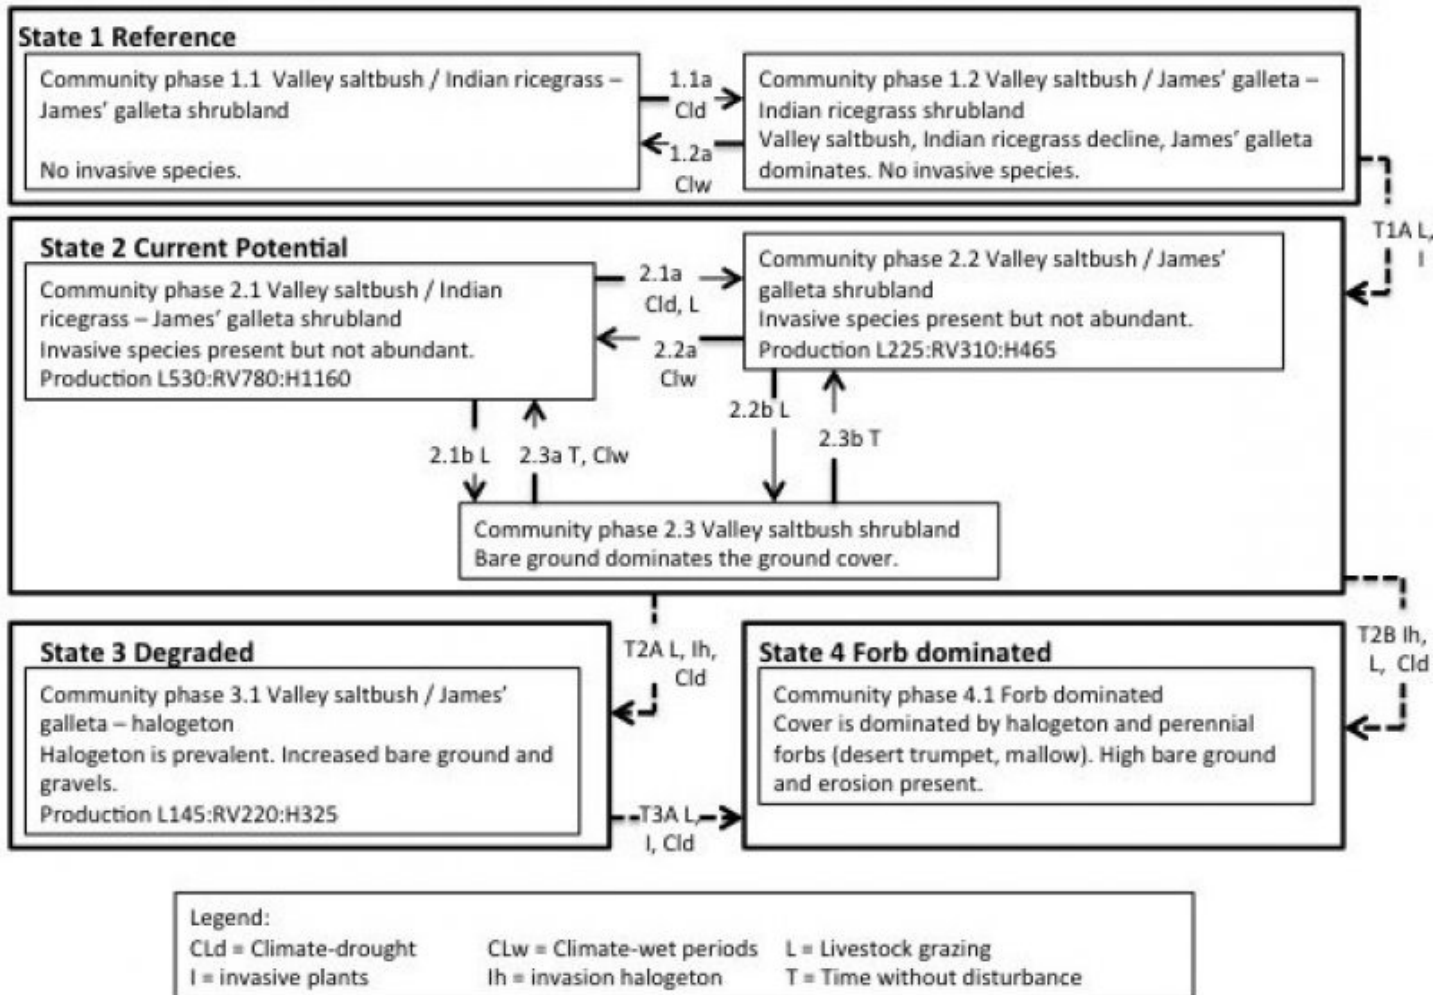 State 1 Reference
Community phase 1.1  Valley saltbush / Indian ricegrass –
James' galleta shrubland
No invasive species.
1.1a
Cld
1.2a
Clw
Community phase 1.2 Valley saltbush / James' galleta –
Indian ricegrass shrubland
Valley saltbush, Indian ricegrass decline, James' galleta
dominates. No invasive species.
T1A L,
I
State 2 Current Potential
Community phase 2.1 Valley saltbush / Indian
ricegrass – James' galleta shrubland
Invasive species present but not abundant.
Production L530:RV780:H1160
2.1a
Cld, L
2.2a
Clw
Community phase 2.2 Valley saltbush / James'
galleta shrubland
Invasive species present but not abundant.
Production L225:RV310:H465
2.1b L
2.3a T, Clw
2.2b L
2.3b T
Community phase 2.3 Valley saltbush shrubland
Bare ground dominates the ground cover.
T2A L, Ih,
Cld
T2B Ih,
L,  Cld
State 3 Degraded
Community phase 3.1 Valley saltbush / James'
galleta – halogeton
Halogeton is prevalent. Increased bare ground and
gravels.
Production L145:RV220:H325
T3A L,
I, Cld
State 4 Forb dominated
Community phase 4.1 Forb dominated
Cover is dominated by halogeton and perennial
forbs (desert trumpet, mallow). High bare ground
and erosion present.
Legend:
CLd = Climate-drought CLw = Climate-wet periods L = Livestock grazing
I = invasive plants Ih = invasion halogeton T = Time without disturbance